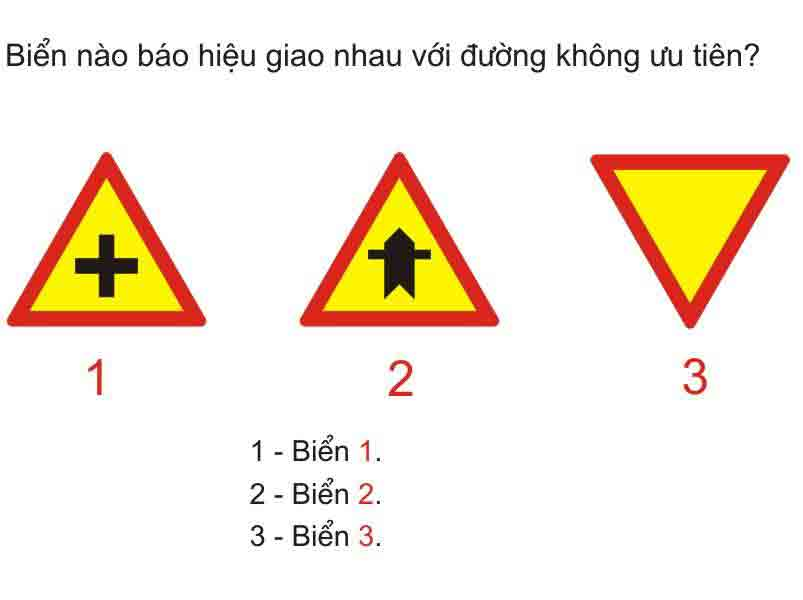 Biển nào báo hiệu giao nhau với đường không ưu tiên?
1 2 3
1 - Biển 1.
2 - Biển 2.
3 - Biển 3.